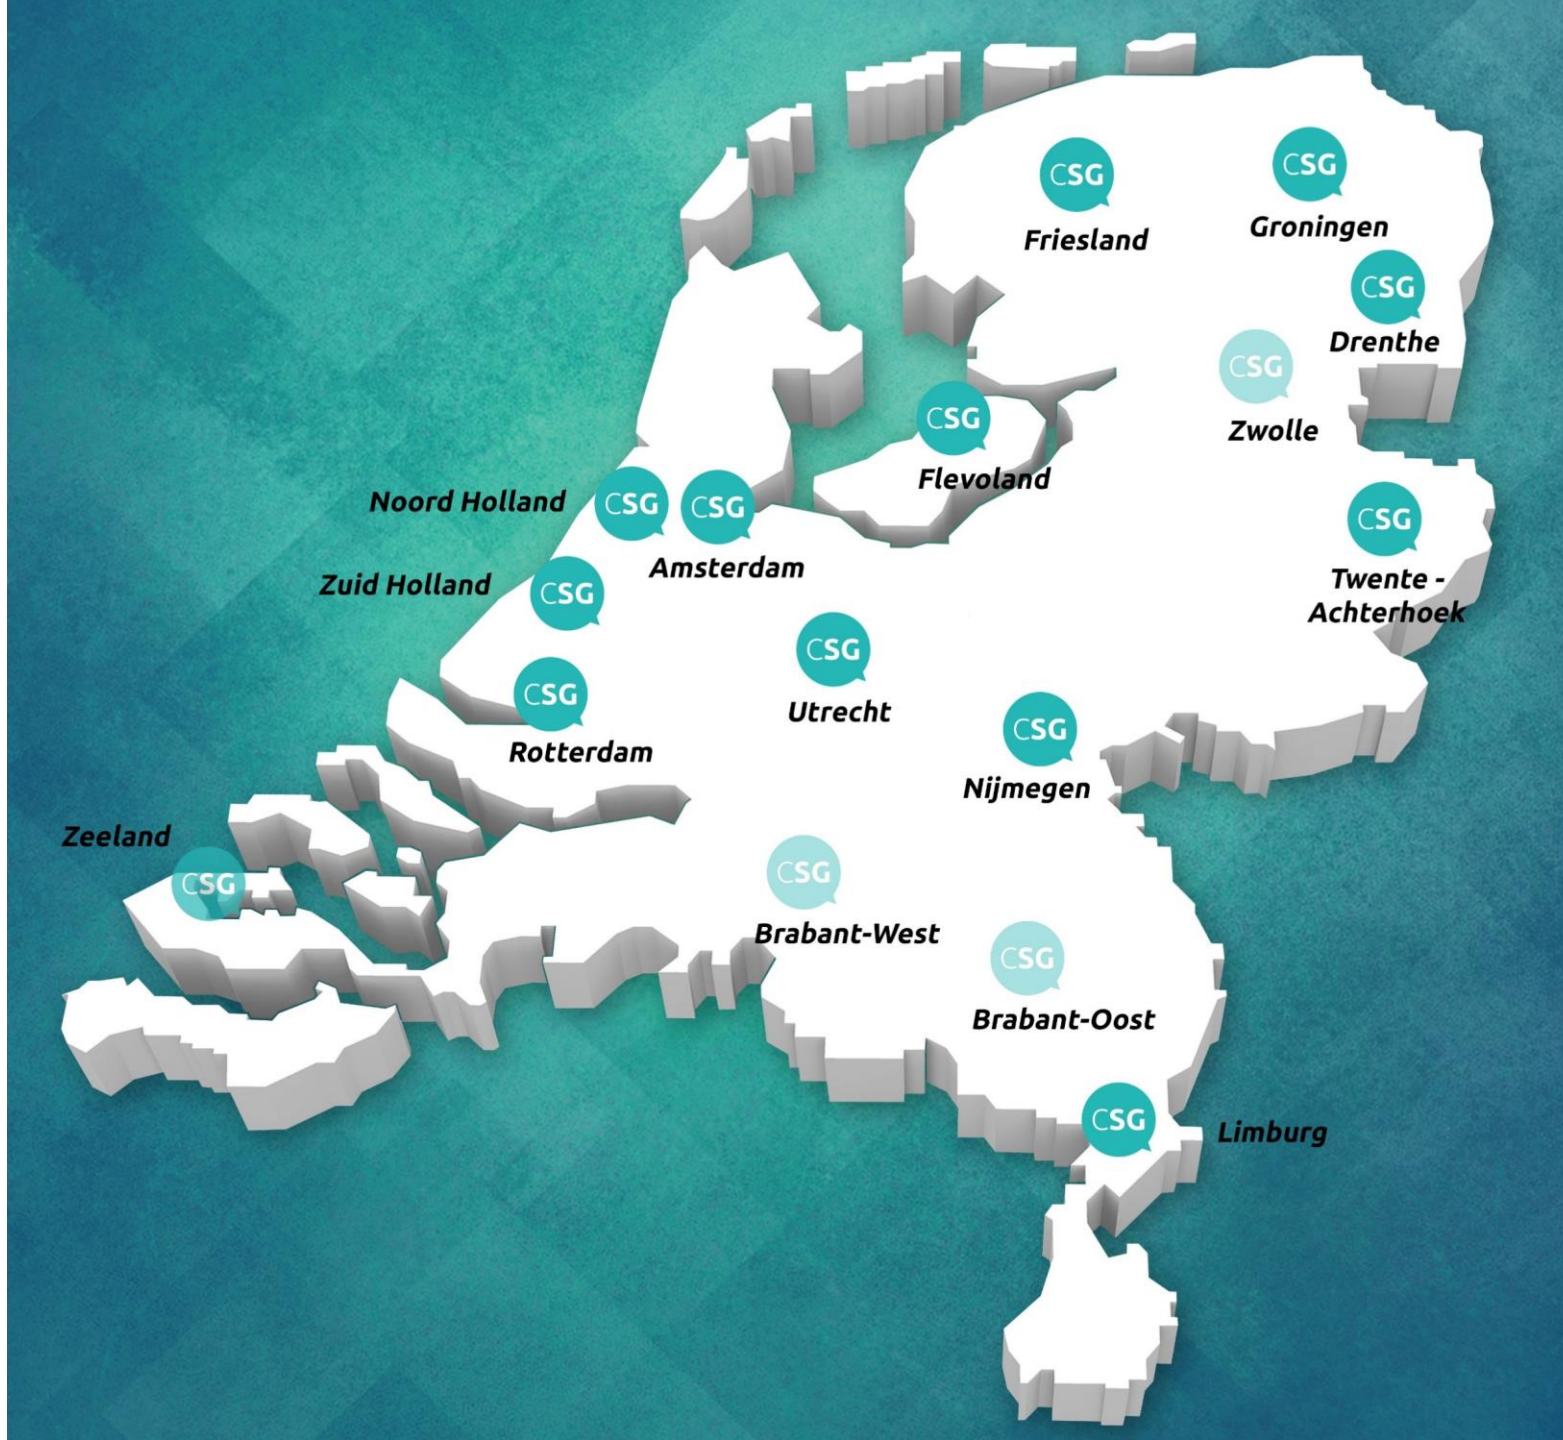 CSG
Friesland
CSG
Groningen
CSG
Drenthe
CSG
Zwolle
CSG
Flevoland
Noord Holland
CSG
CSG
Amsterdam
CSG
Twente -
Achterhoek
Zuid Holland
CSG
CSG
Utrecht
CSG
Rotterdam
CSG
Nijmegen
Zeeland
CSG
CSG
Brabant-West
CSG
Brabant-Oost
CSG
Limburg